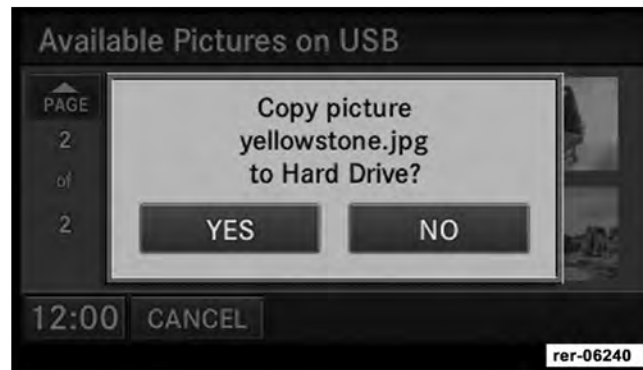 Available Pictures on USB
PAGE
2
of
2
Copy picture
yellowstone.jpg
to Hard Drive?
YES
NO
12:00
CANCEL
rer-06240